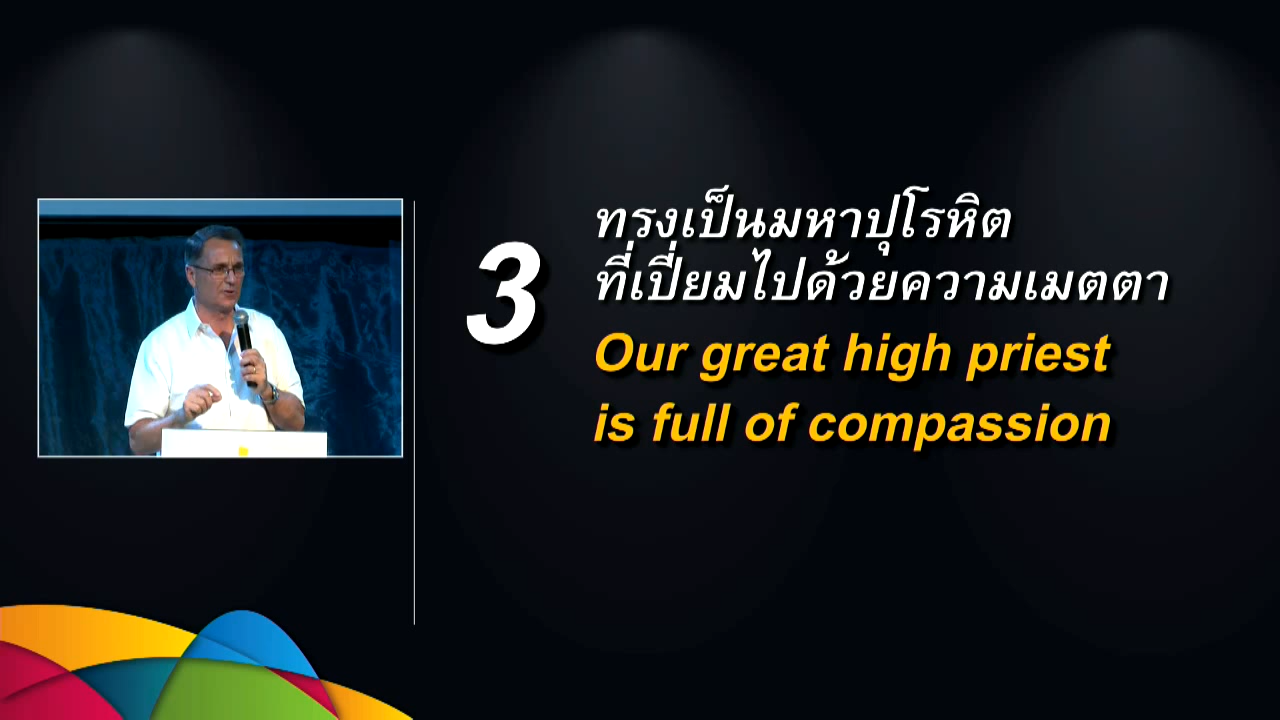 3
ทรงเป็นมหาปุโรหิต
ที่เปี่ยมไปด้วยความเมตตา
Our great high priest
is full of compassion